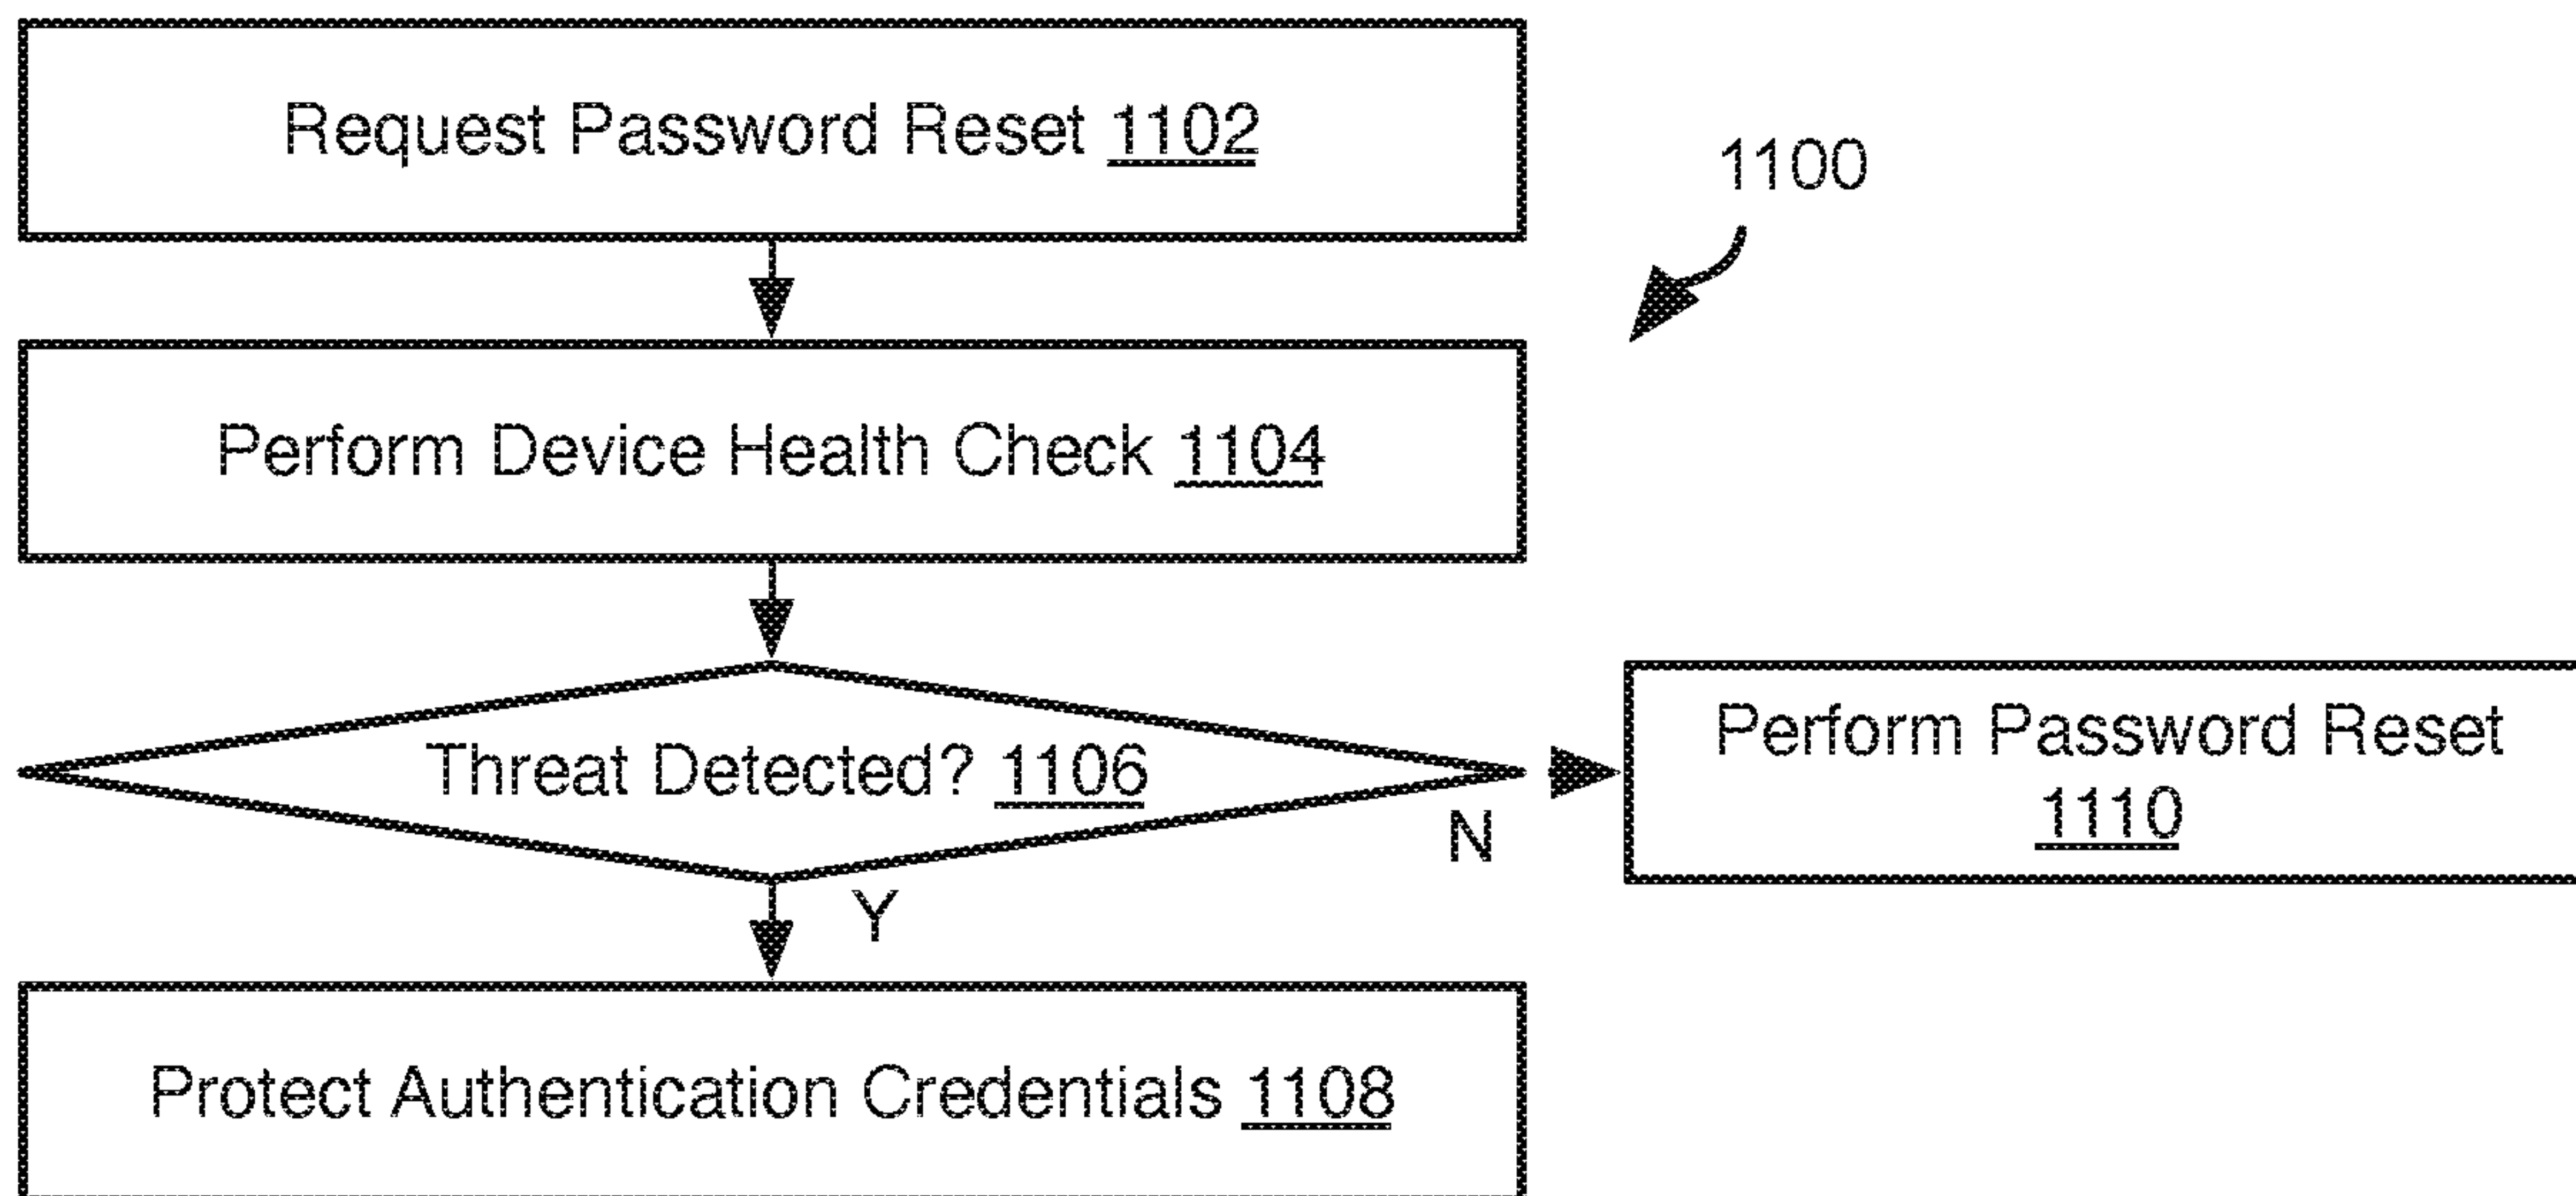 Request Password Reset 1102
1100
Perform Device Health Check 1104
Threat Detected? 1106
N
Perform Password Reset
1110
Y
Protect Authentication Credentials 1108